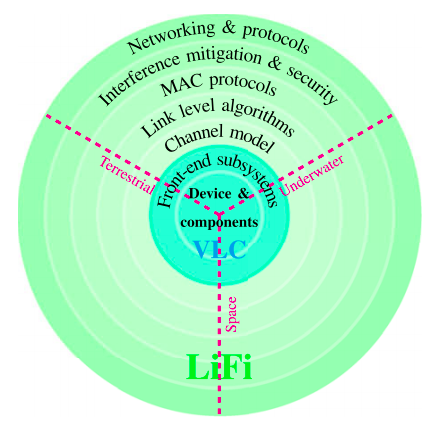 Networking & protocols
Interference mitigation & security
MAC protocols
Link level algorithms
Channel model
Front-end subsystems
Terrestrial
Underwater
Device &
components
VLC
Space
LiFi